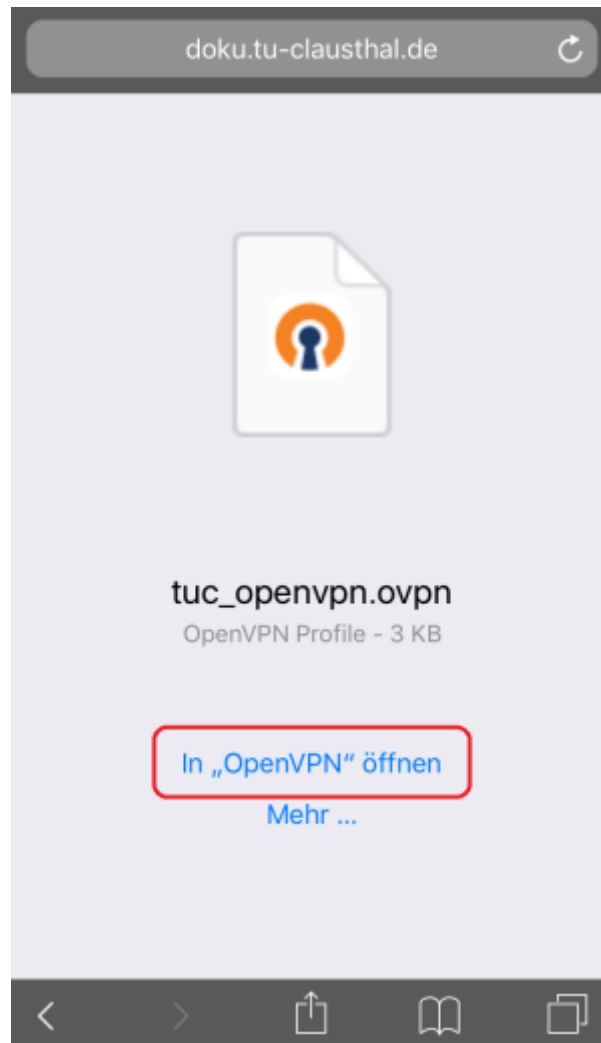 doku.tu-clausthal.de
tuc_openvpn.ovpn
OpenVPN Profile - 3 KB
In „OpenVPN" öffnen
Mehr ...